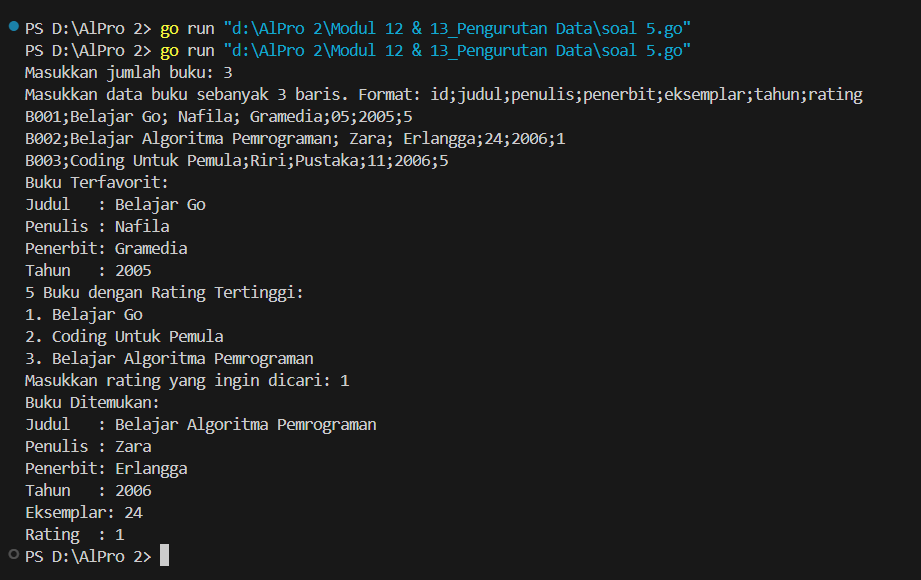 PS D:\AlPro 2> go run "d:\AlPro 2\Modul 12 & 13_Pengurutan Data\soal 5.go"
PS D:\AlPro 2> go run "d:\AlPro 2\Modul 12 & 13_Pengurutan Data\soal 5.go"
Masukkan jumlah buku: 3
Masukkan data buku sebanyak 3 baris. Format: id;judul;penulis;penerbit;eksemplar;tahun;rating
B001;Belajar Go; Nafila; Gramedia;05;2005;5
B002;Belajar Algoritma Pemrograman; Zara; Erlangga;24;2006;1
B003;Coding Untuk Pemula;Riri;Pustaka;11;2006;5
Buku Terfavorit:
Judul   : Belajar Go
Penulis : Nafila
Penerbit: Gramedia
Tahun   : 2005
5 Buku dengan Rating Tertinggi:
1. Belajar Go
2. Coding Untuk Pemula
3. Belajar Algoritma Pemrograman
Masukkan rating yang ingin dicari: 1
Buku Ditemukan:
Judul   : Belajar Algoritma Pemrograman
Penulis : Zara
Penerbit: Erlangga
Tahun   : 2006
Eksemplar: 24
Rating  : 1
PS D:\AlPro 2>